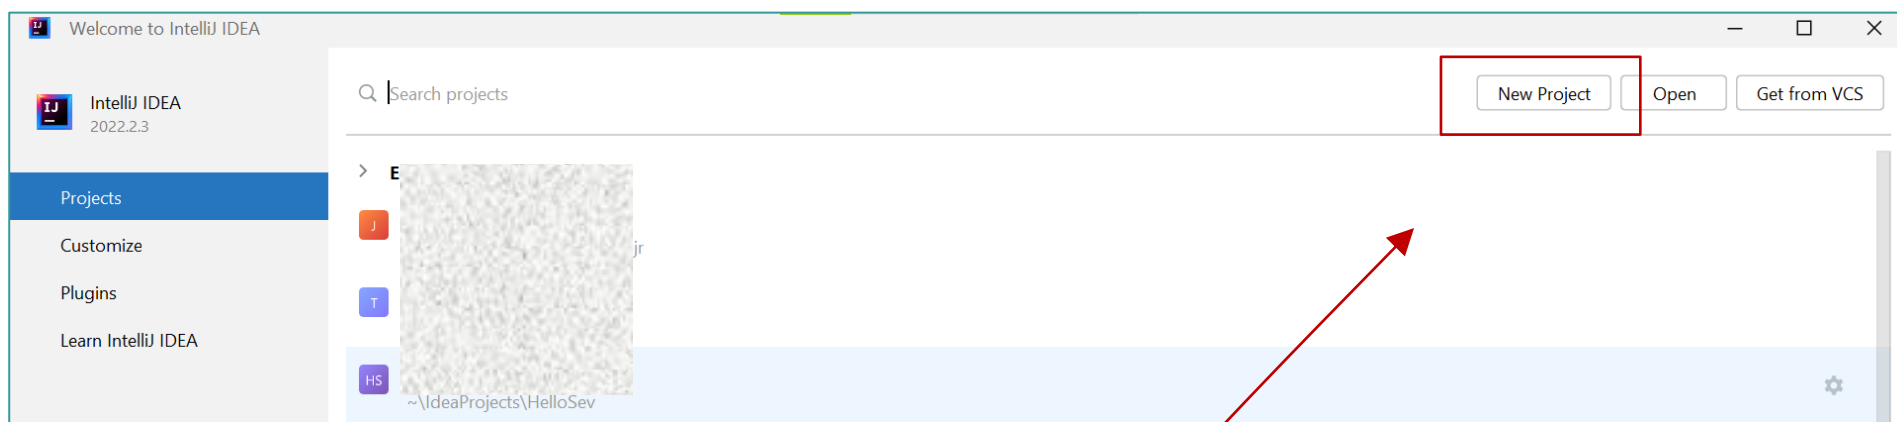 Welcome to IntelliJ IDEA
IntelliJ IDEA
2022.2.3
Projects
Customize
Plugins
Learn IntelliJ IDEA
Search projects
New Project
Open
Get from VCS
E
J
jr
T
HS
~\IdeaProjects\HelloSev